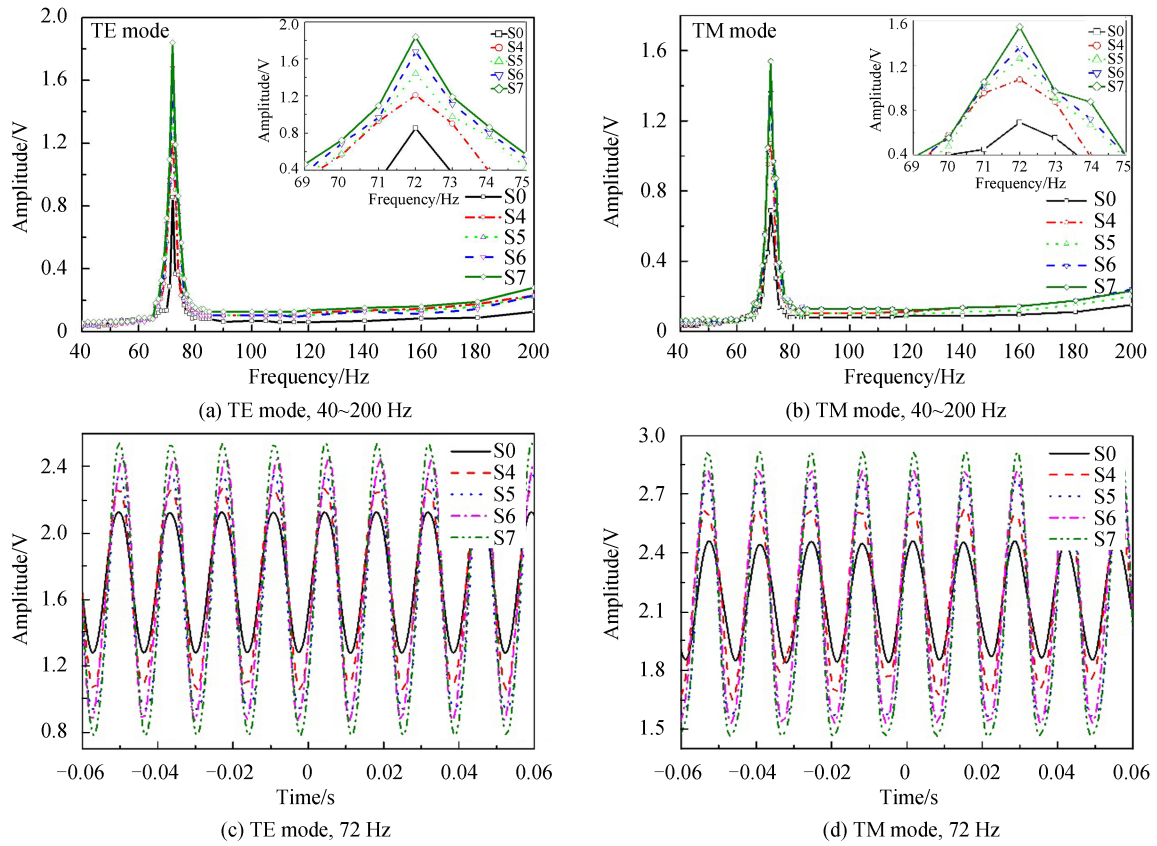 TE mode
Amplitude/V
2.0
1.6
1.2
0.8
0.4
0
40 60 80 100 120 140 160 180 200
Frequency/Hz
Amplitude/V
2.0
1.6
1.2
0.8
0.4
69 70 71 72 73 74 75
Frequency/Hz
S0
S4
S5
S6
S7
S0
S4
S5
S6
S7
(a) TE mode, 40~200 Hz
TM mode
Amplitude/V
1.6
1.2
0.8
0.4
0
40 60 80 100 120 140 160 180 200
Frequency/Hz
Amplitude/V
1.6
1.2
0.8
0.4
69 70 71 72 73 74 75
Frequency/Hz
S0
S4
S5
S6
S7
S0
S4
S5
S6
S7
(b) TM mode, 40~200 Hz
Amplitude/V
2.4
2.0
1.6
1.2
0.8
−0.06 −0.04 −0.02 0 0.02 0.04 0.06
Time/s
S0
S4
S5
S6
S7
(c) TE mode, 72 Hz
Amplitude/V
3.0
2.7
2.4
2.1
1.8
1.5
−0.06 −0.04 −0.02 0 0.02 0.04 0.06
Time/s
S0
S4
S5
S6
S7
(d) TM mode, 72 Hz